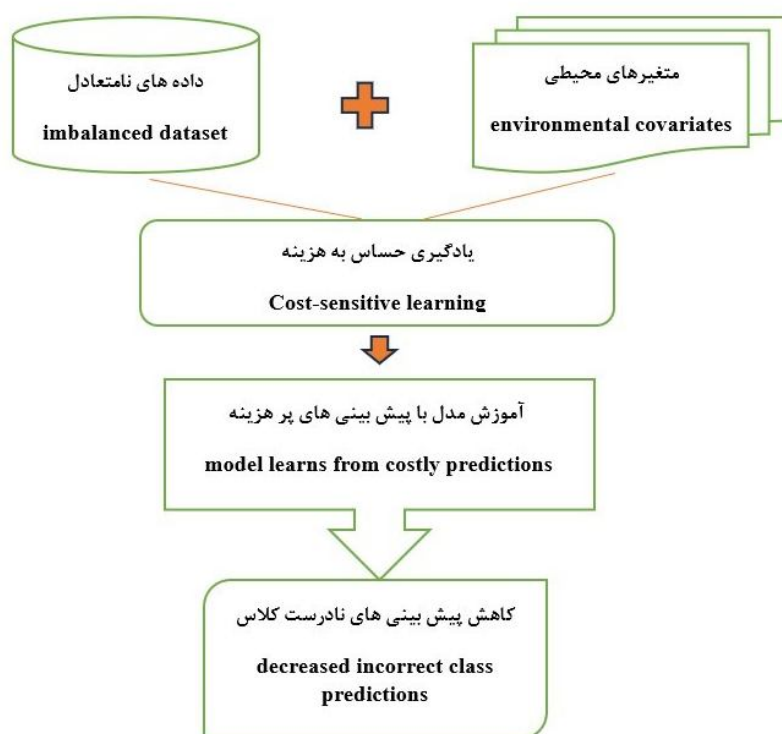 داده های نامتعادل
imbalanced dataset
متغیرهای محیطی
environmental covariates
یادگیری حساس به هزینه
Cost-sensitive learning
آموزش مدل با پیش بینی های پر هزینه
model learns from costly predictions
کاهش پیش بینی های نادرست کلاس
decreased incorrect class
predictions